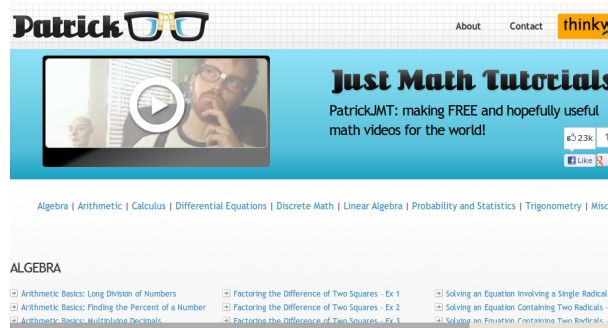 Patrick JT
About Contact thinkw
Just Math Tutorials
PatrickJMT: making FREE and hopefully useful
math videos for the world!
23k 1
Like
Algebra | Arithmetic | Calculus | Differential Equations | Discrete Math | Linear Algebra | Probability and Statistics | Trigonometry | Misc
ALGEBRA
Arithmetic Basics: Long Division of Numbers
Factoring the Difference of Two Squares - Ex 1
Solving an Equation Involving a Single Radical
Arithmetic Basics: Finding the Percent of a Number
Factoring the Difference of Two Squares - Ex 2
Solving an Equation Containing Two Radicals -
Arithmetic Basics: Multiplying Decimals
Factoring the Difference of Two Squares - Ex 3
Solving an Equation Containing Two Radicals -